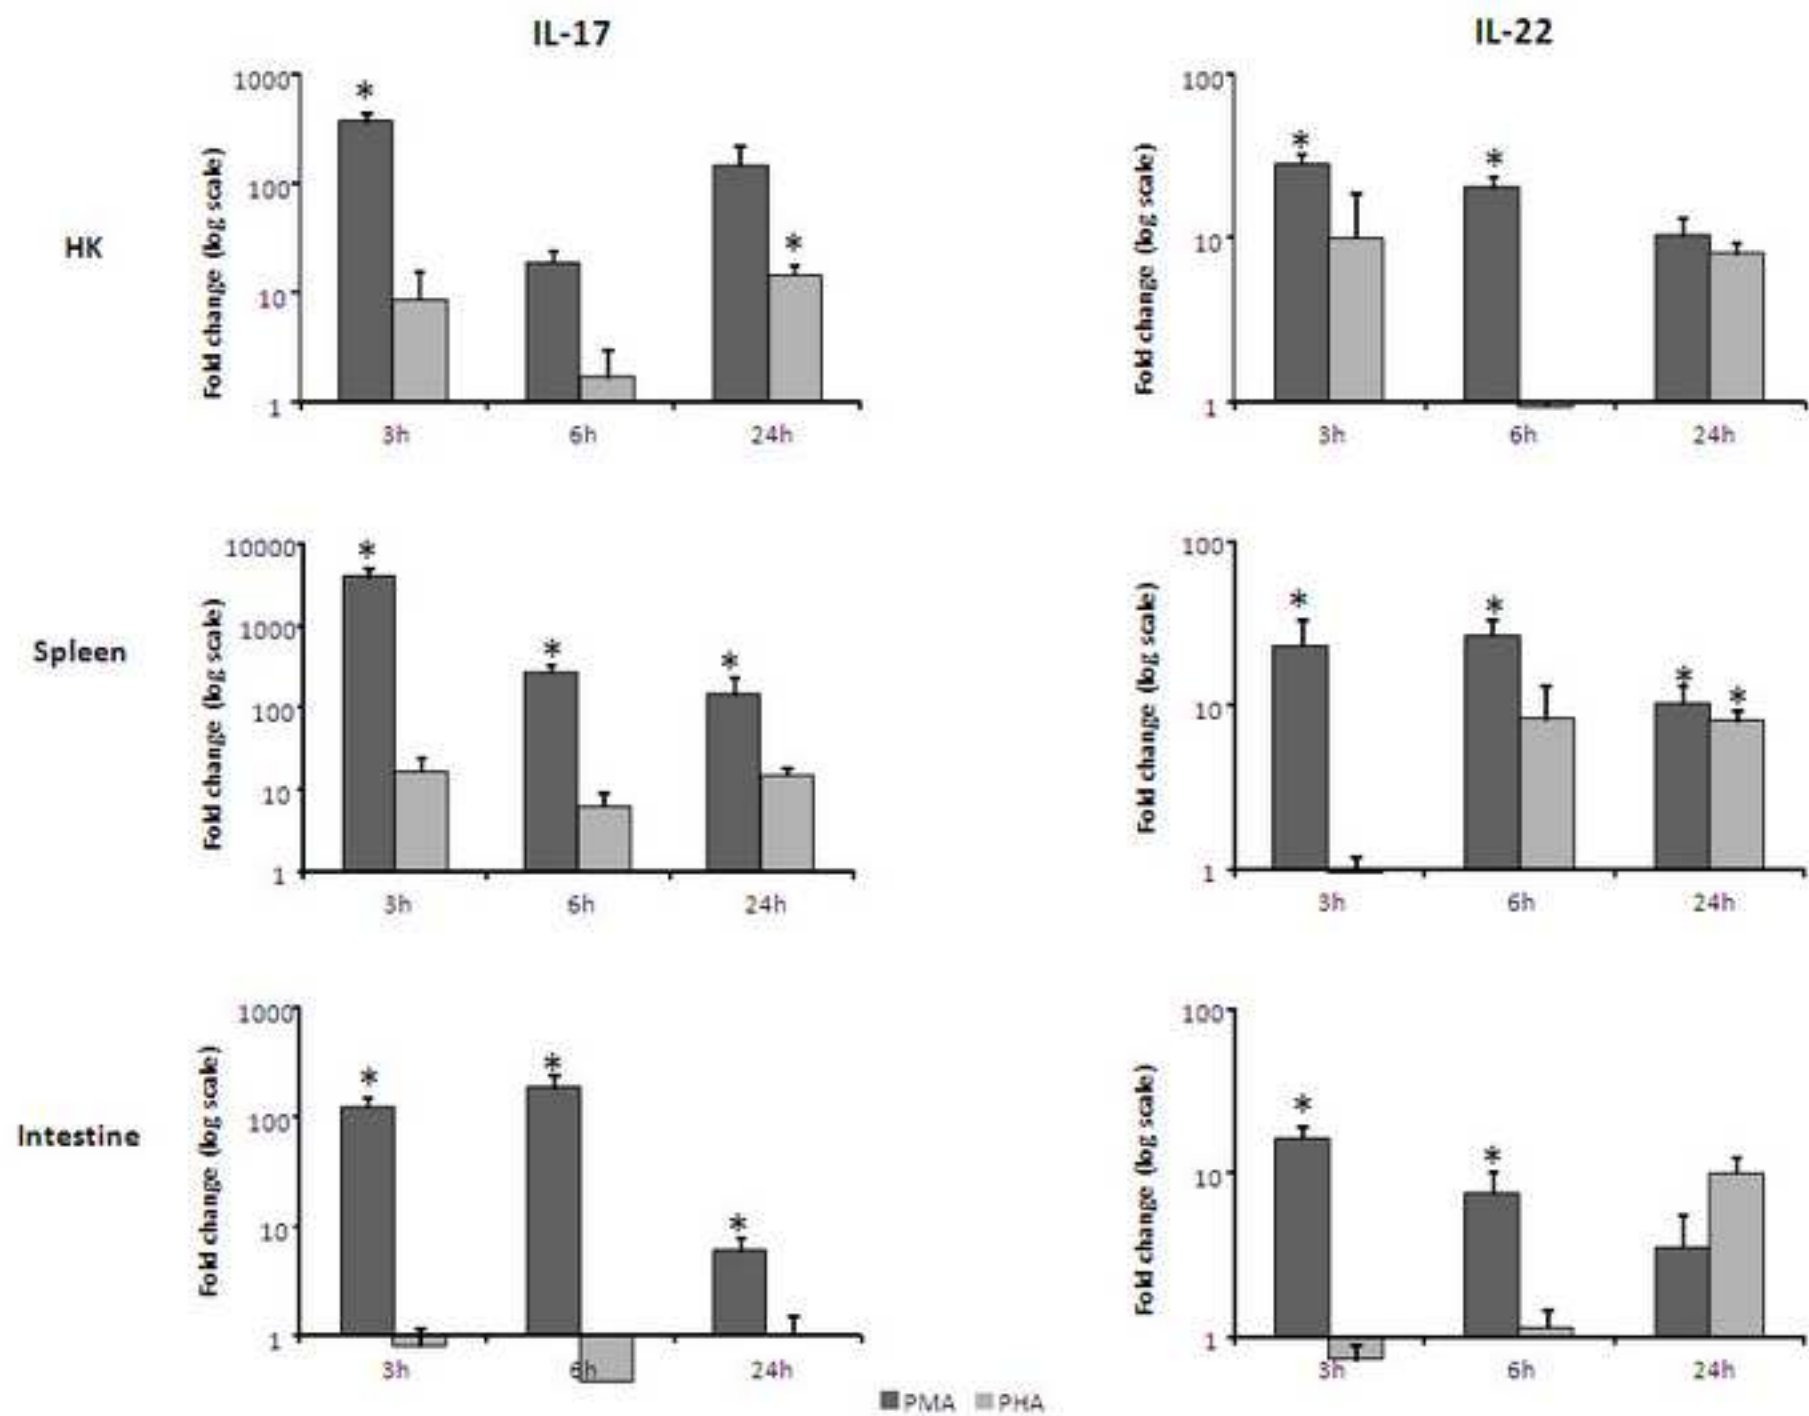 IL-17
IL-22
HK
Fold change (log scale)
1000
100
10
1
*
*
3h
6h
24h
Fold change (log scale)
100
10
1
*
*
3h
6h
24h
Spleen
Fold change (log scale)
10000
1000
100
10
1
*
*
*
3h
6h
24h
Fold change (log scale)
100
10
1
*
*
*
*
3h
6h
24h
Intestine
Fold change (log scale)
1000
100
10
1
*
*
*
3h
6h
24h
Fold change (log scale)
100
10
1
*
*
3h
6h
24h
PMA PHA